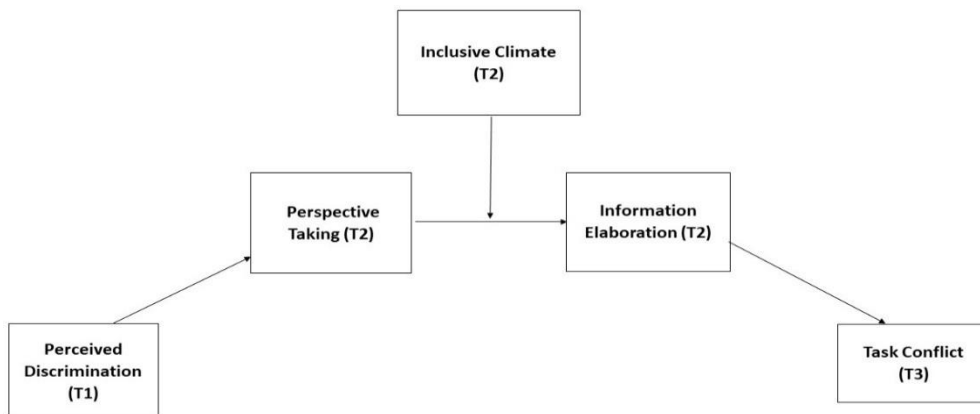 Inclusive Climate
(T2)
Perspective
Taking (T2)
Information
Elaboration (T2)
Perceived
Discrimination
(T1)
Task Conflict
(T3)